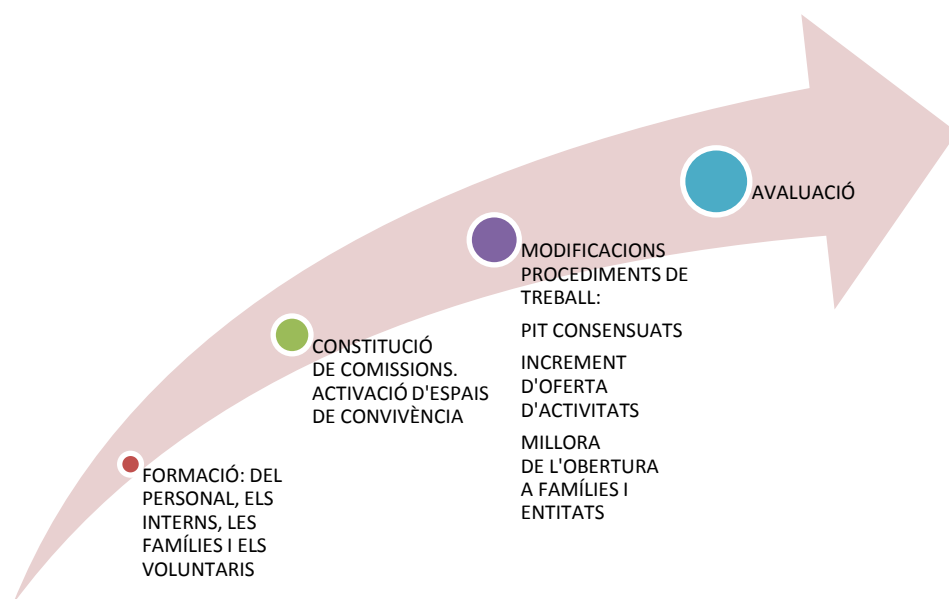 FORMACIÓ: DEL
PERSONAL, ELS
INTERNS, LES
FAMÍLIES I ELS
VOLUNTARIS
CONSTITUCIÓ
DE COMISSIONS.
ACTIVACIÓ D'ESPAIS
DE CONVIVÈNCIA
MODIFICACIONS
PROCEDIMENTS DE
TREBALL:
PIT CONSENSUATS
INCREMENT
D'OFERTA
D'ACTIVITATS
MILLORA
DE L'OBERTURA
A FAMÍLIES I
ENTITATS
AVALUACIÓ